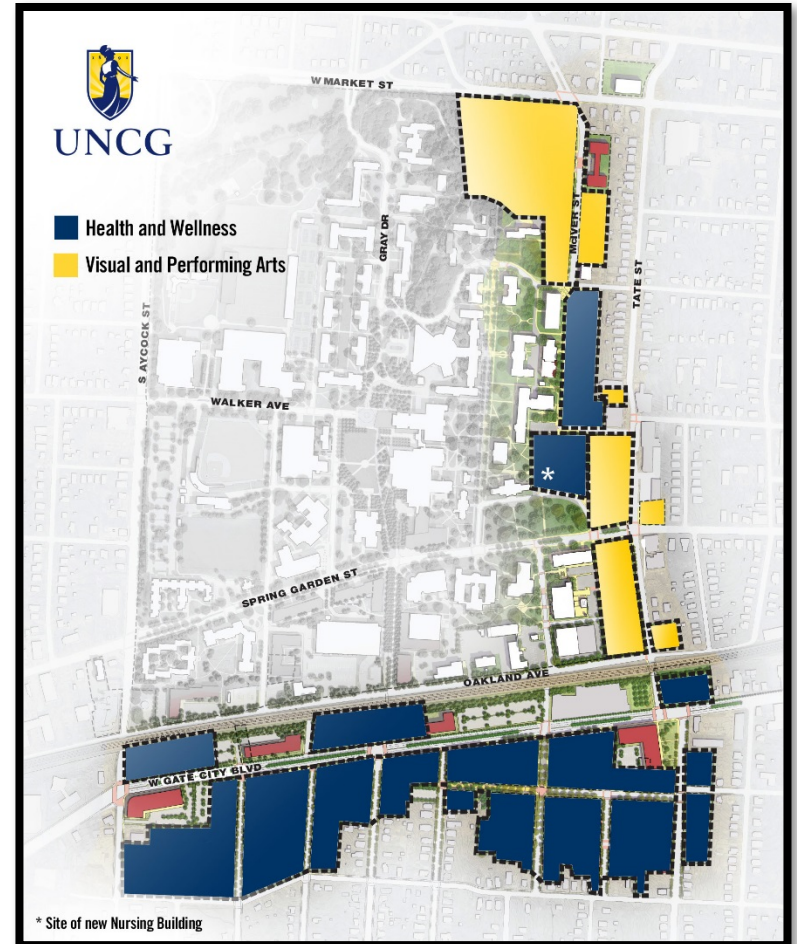 W MARKET ST
UNCG
Health and Wellness
Visual and Performing Arts
GRAY DR
MCIVER ST
TATE ST
S AYCOCK ST
WALKER AVE
*
SPRING GARDEN ST
OAKLAND AVE
W GATE CITY BLVD
* Site of new Nursing Building